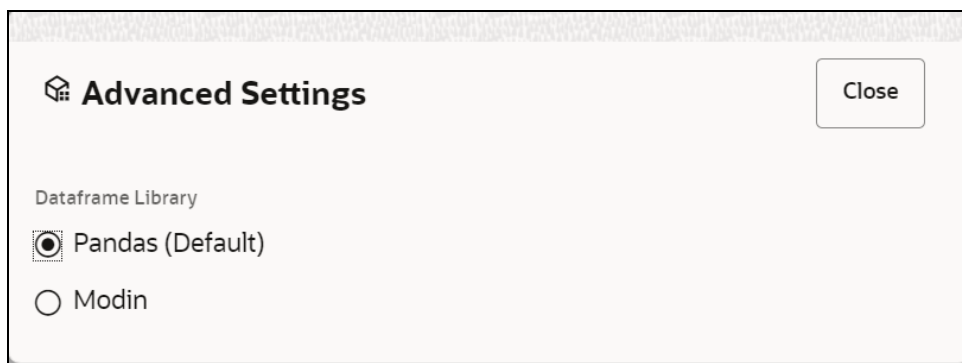 Advanced Settings
Close
Dataframe Library
Pandas (Default)
Modin